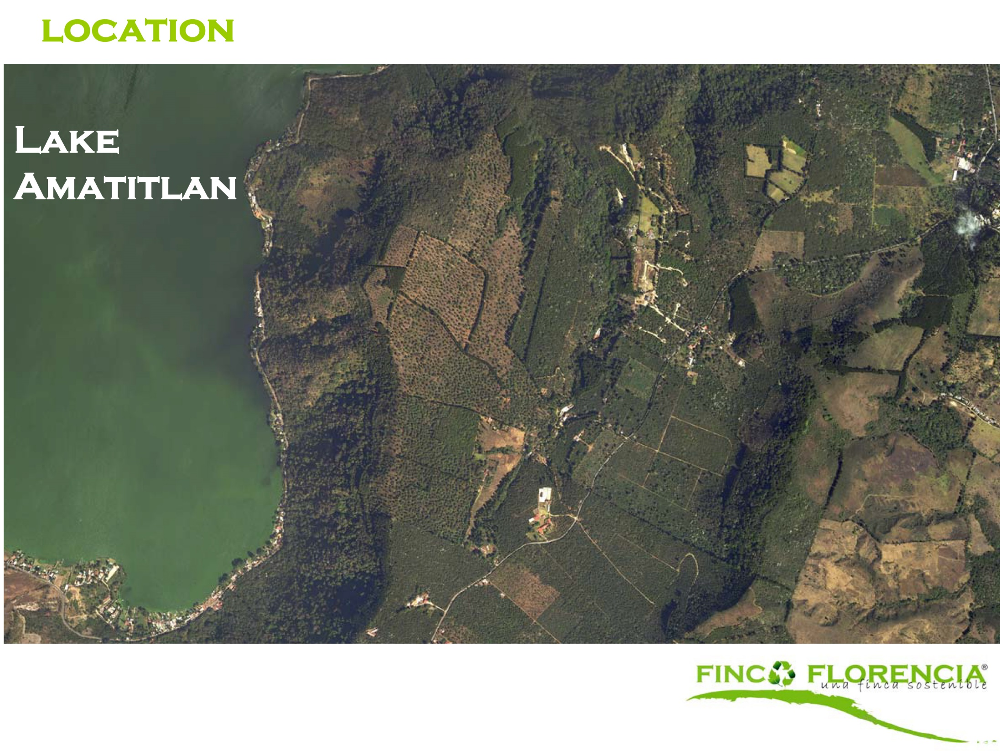 LOCATION
LAKE
AMATITLAN
FINCA FLORENCIA®
una finca sostenible